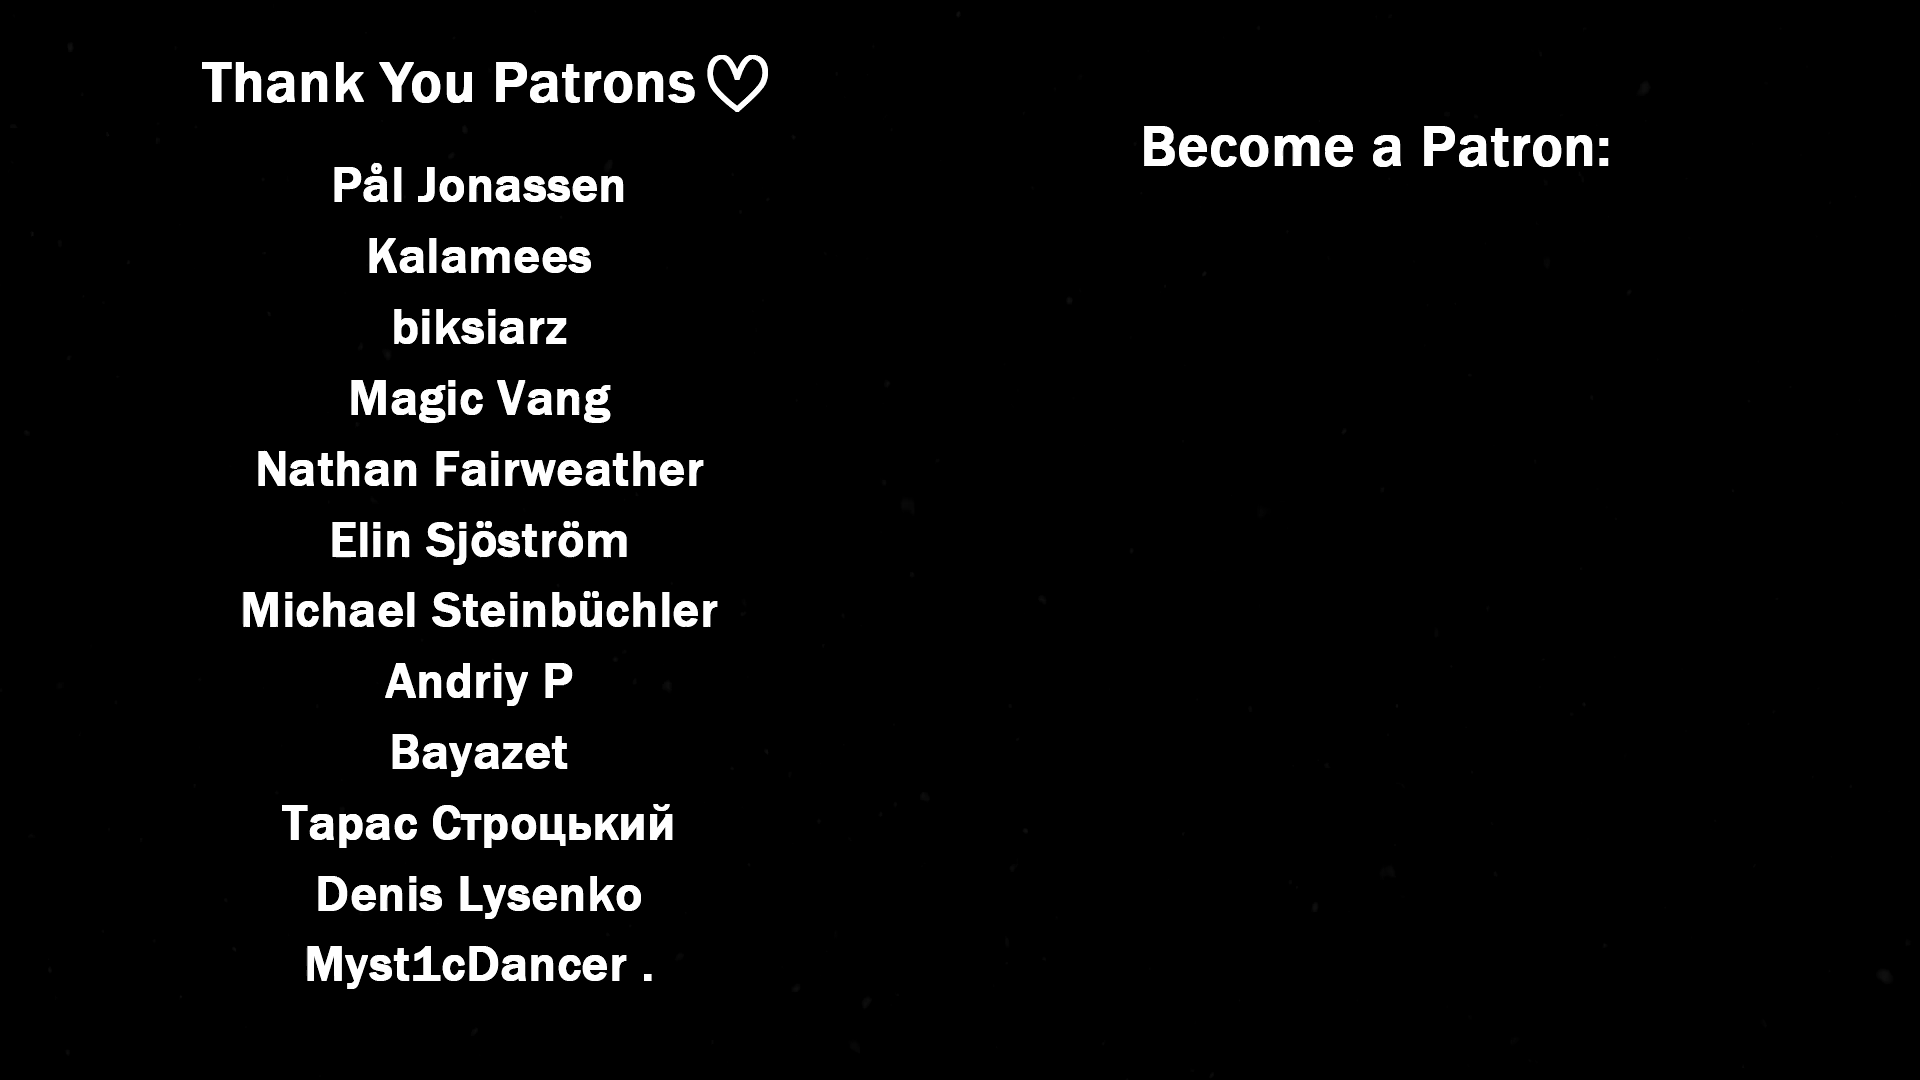 Thank You Patrons
Pål Jonassen
Kalamees
biksiarz
Magic Vang
Nathan Fairweather
Elin Sjöström
Michael Steinbüchler
Andriy P
Bayazet
Тарас Строцький
Denis Lysenko
Myst1cDancer .
Become a Patron: